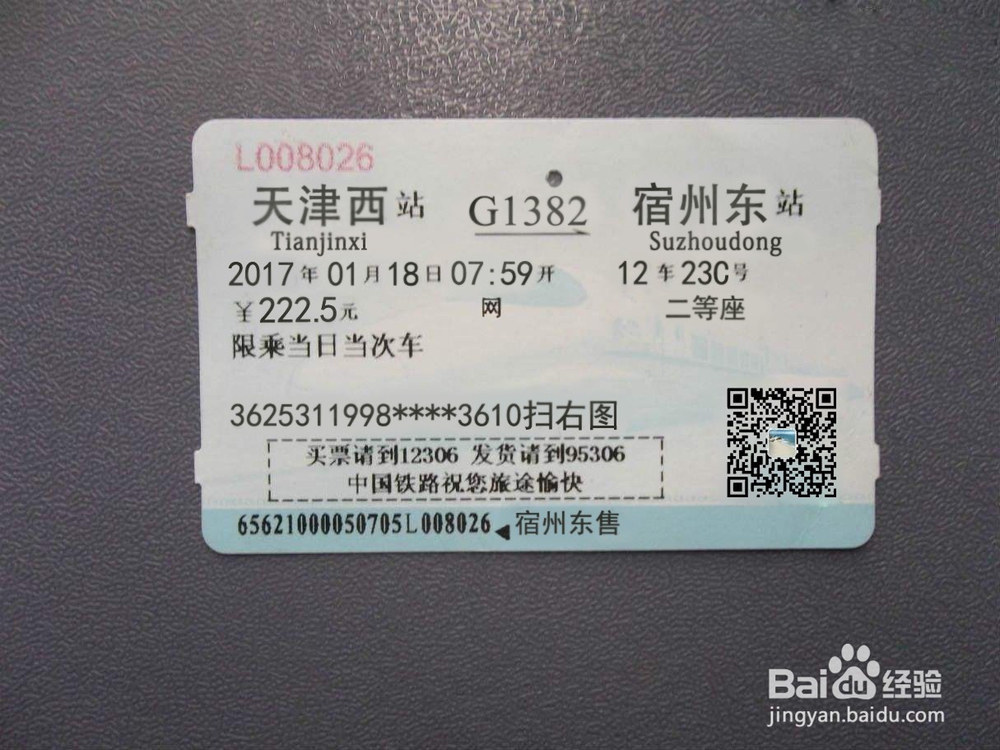 L008026
天津西站 G1382 宿州东站
Tianjinxi Suzhoudong
2017年01月18日07:59开 12车23C号
￥222.5元 网 二等座
限乘当日当次车
3625311998****3610扫右图
买票请到12306 发货请到95306
中国铁路祝您旅途愉快
65621000050705L008026 宿州东售
Baidu经验
jingyan.baidu.com